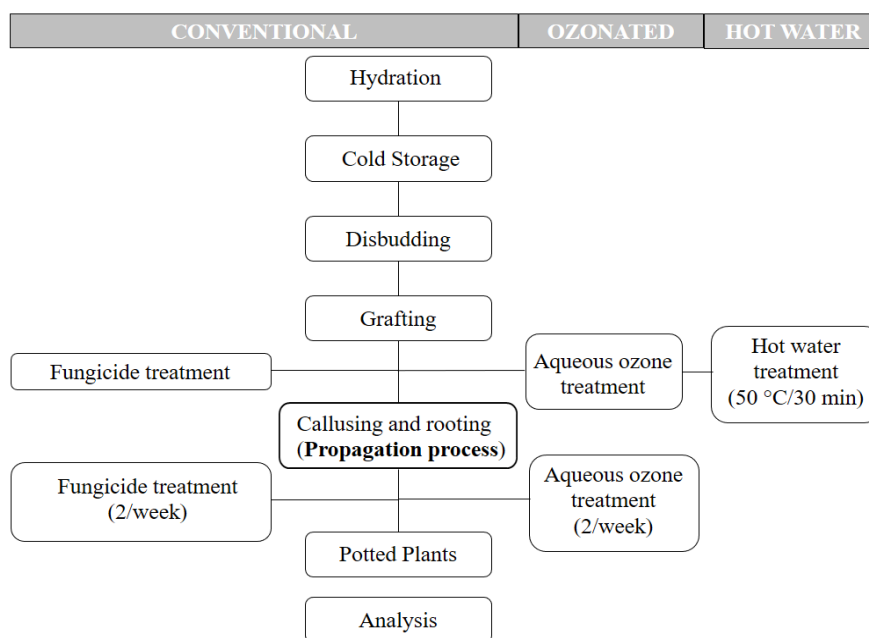 CONVENTIONAL OZONATED HOT WATER
Hydration
Cold Storage
Disbudding
Grafting
Fungicide treatment
Aqueous ozone
treatment
Hot water
treatment
(50 °C/30 min)
Callusing and rooting
(Propagation process)
Fungicide treatment
(2/week)
Aqueous ozone
treatment
(2/week)
Potted Plants
Analysis